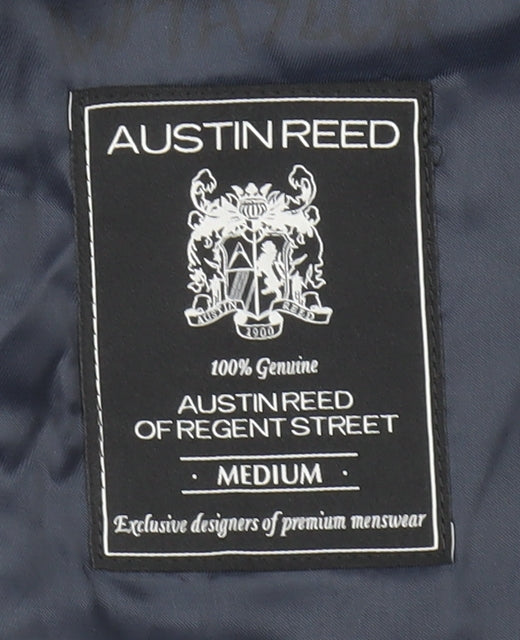 AUSTIN REED
AUSTIN REED
1900
100% Genuine
AUSTIN REED
OF REGENT STREET
· MEDIUM ·
Exclusive designers of premium menswear